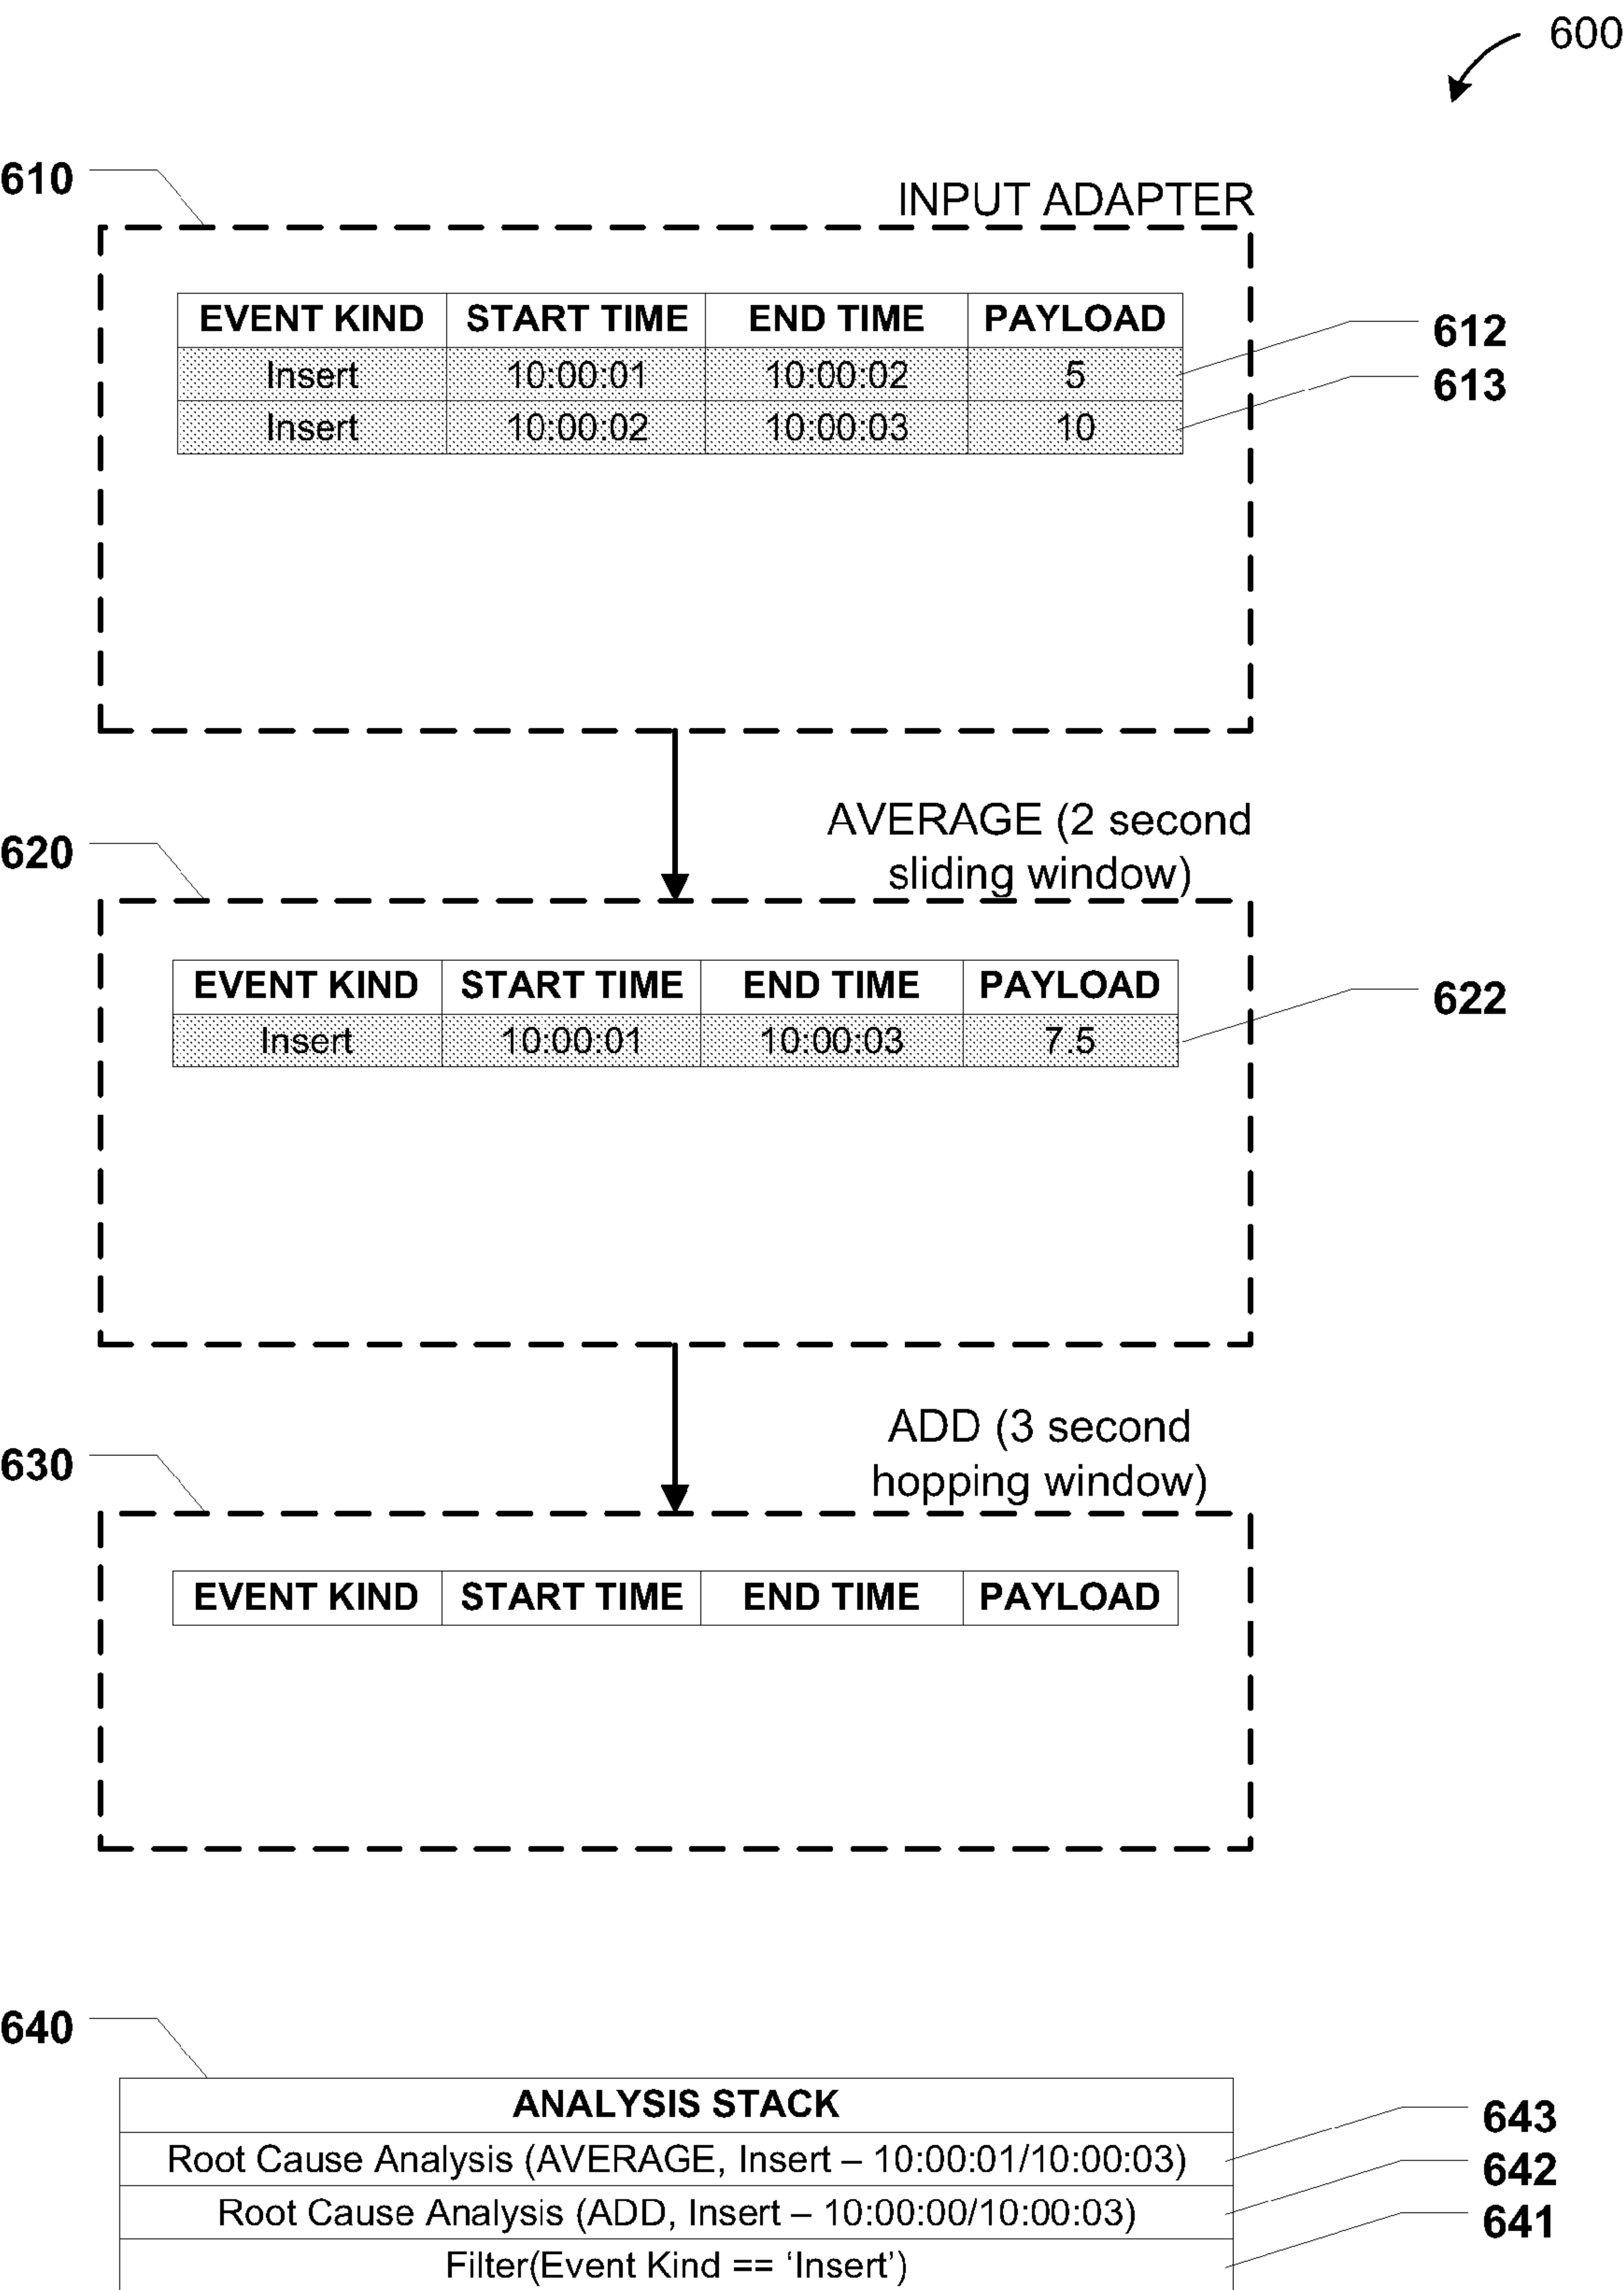 600
610
INPUT ADAPTER
EVENT KIND START TIME END TIME PAYLOAD
612
Insert 10:00:01 10:00:02 5
613
Insert 10:00:02 10:00:03 10
620
AVERAGE (2 second
sliding window)
EVENT KIND START TIME END TIME PAYLOAD
622
Insert 10:00:01 10:00:03 7.5
630
ADD (3 second
hopping window)
EVENT KIND START TIME END TIME PAYLOAD
640
ANALYSIS STACK
643
Root Cause Analysis (AVERAGE, Insert – 10:00:01/10:00:03)
642
Root Cause Analysis (ADD, Insert – 10:00:00/10:00:03)
641
Filter(Event Kind == ‘Insert’)